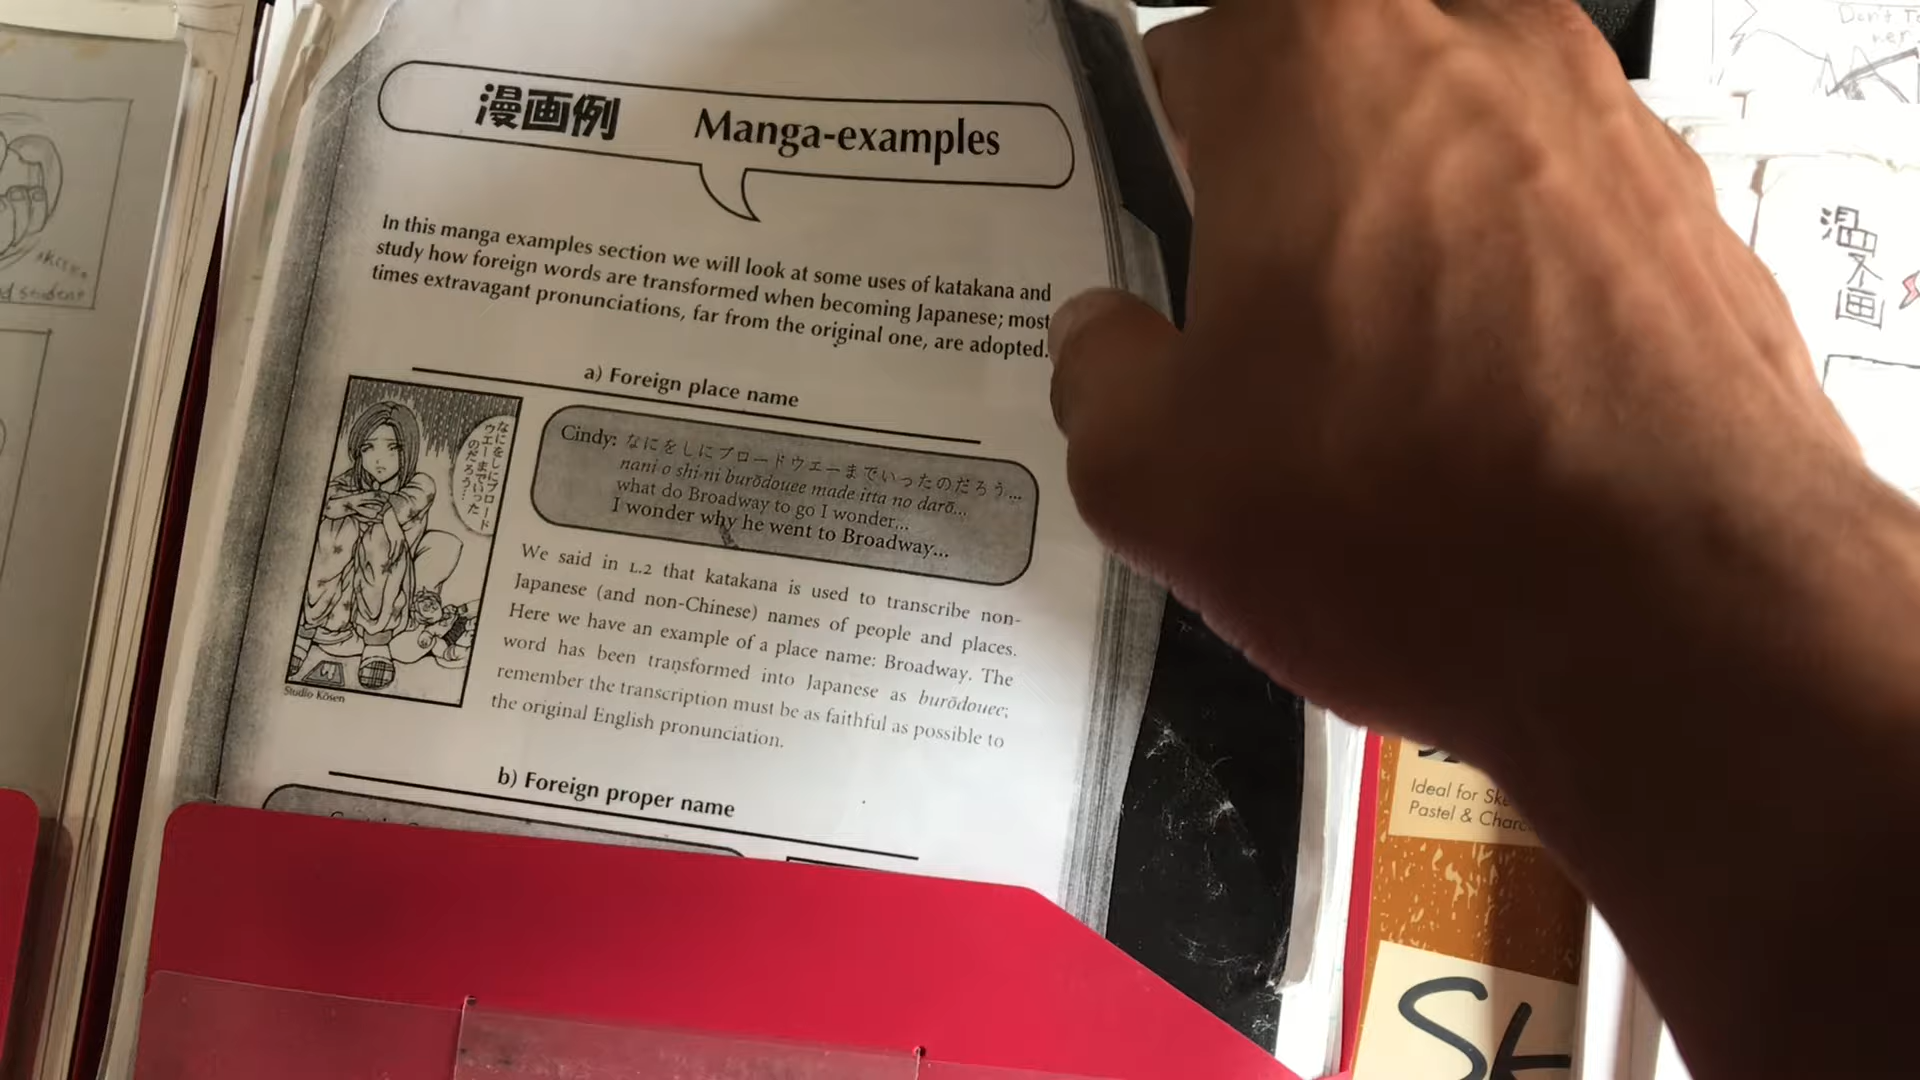 漫画例 Manga-examples
In this manga examples section we will look at some uses of katakana and
study how foreign words are transformed when becoming Japanese; most
times extravagant pronunciations, far from the original one, are adopted.
a) Foreign place name
なにをしにブロード
ウエーまでいった
のだろう…
Cindy: なにをしにブロードウェーまでいったのだろう…
nani o shi ni burōdouee made itta no darō...
what do Broadway to go I wonder...
I wonder why he went to Broadway...
Studio Kōsen
We said in L.2 that katakana is used to transcribe non-
Japanese (and non-Chinese) names of people and places.
Here we have an example of a place name: Broadway. The
word has been transformed into Japanese as burōdouee;
remember the transcription must be as faithful as possible to
the original English pronunciation.
b) Foreign proper name
Don't
her
画
Ideal for
Pastel &